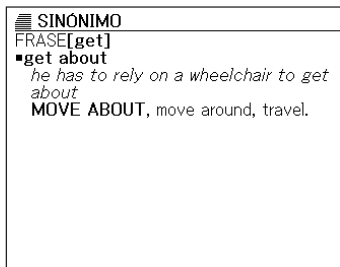 SINÓNIMO
FRASE[get]
▪get about
he has to rely on a wheelchair to get
about
MOVE ABOUT, move around, travel.